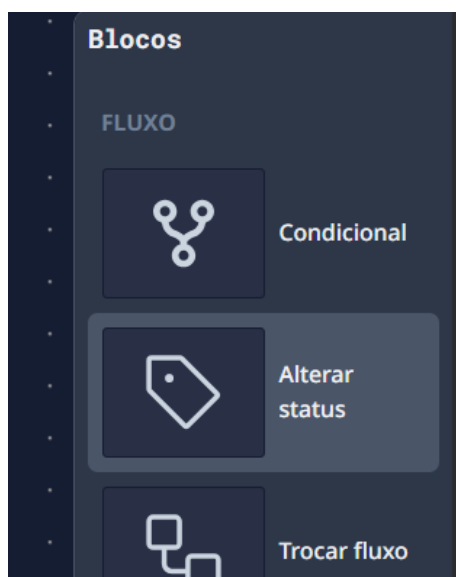 Blocos
FLUXO
Condicional
Alterar
status
Trocar fluxo